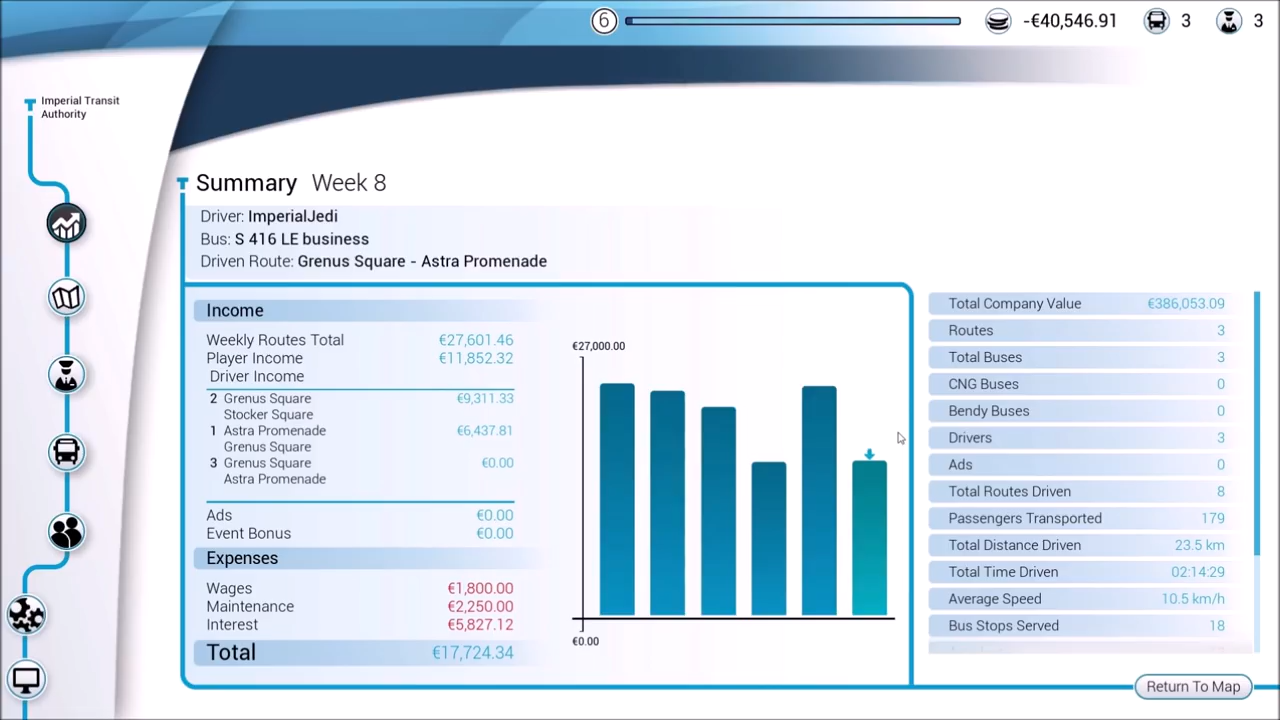 6 -€40,546.91 3 3
Imperial Transit
Authority
Summary Week 8
Driver: ImperialJedi
Bus: S 416 LE business
Driven Route: Grenus Square - Astra Promenade
Income
Weekly Routes Total €27,601.46
Player Income €11,852.32
Driver Income
2 Grenus Square €9,311.33
Stocker Square
1 Astra Promenade €6,437.81
Grenus Square
3 Grenus Square €0.00
Astra Promenade
Ads €0.00
Event Bonus €0.00
Expenses
Wages €1,800.00
Maintenance €2,250.00
Interest €5,827.12
Total €17,724.34
€27,000.00
€0.00
Total Company Value €386,053.09
Routes 3
Total Buses 3
CNG Buses 0
Bendy Buses 0
Drivers 3
Ads 0
Total Routes Driven 8
Passengers Transported 179
Total Distance Driven 23.5 km
Total Time Driven 02:14:29
Average Speed 10.5 km/h
Bus Stops Served 18
Return To Map